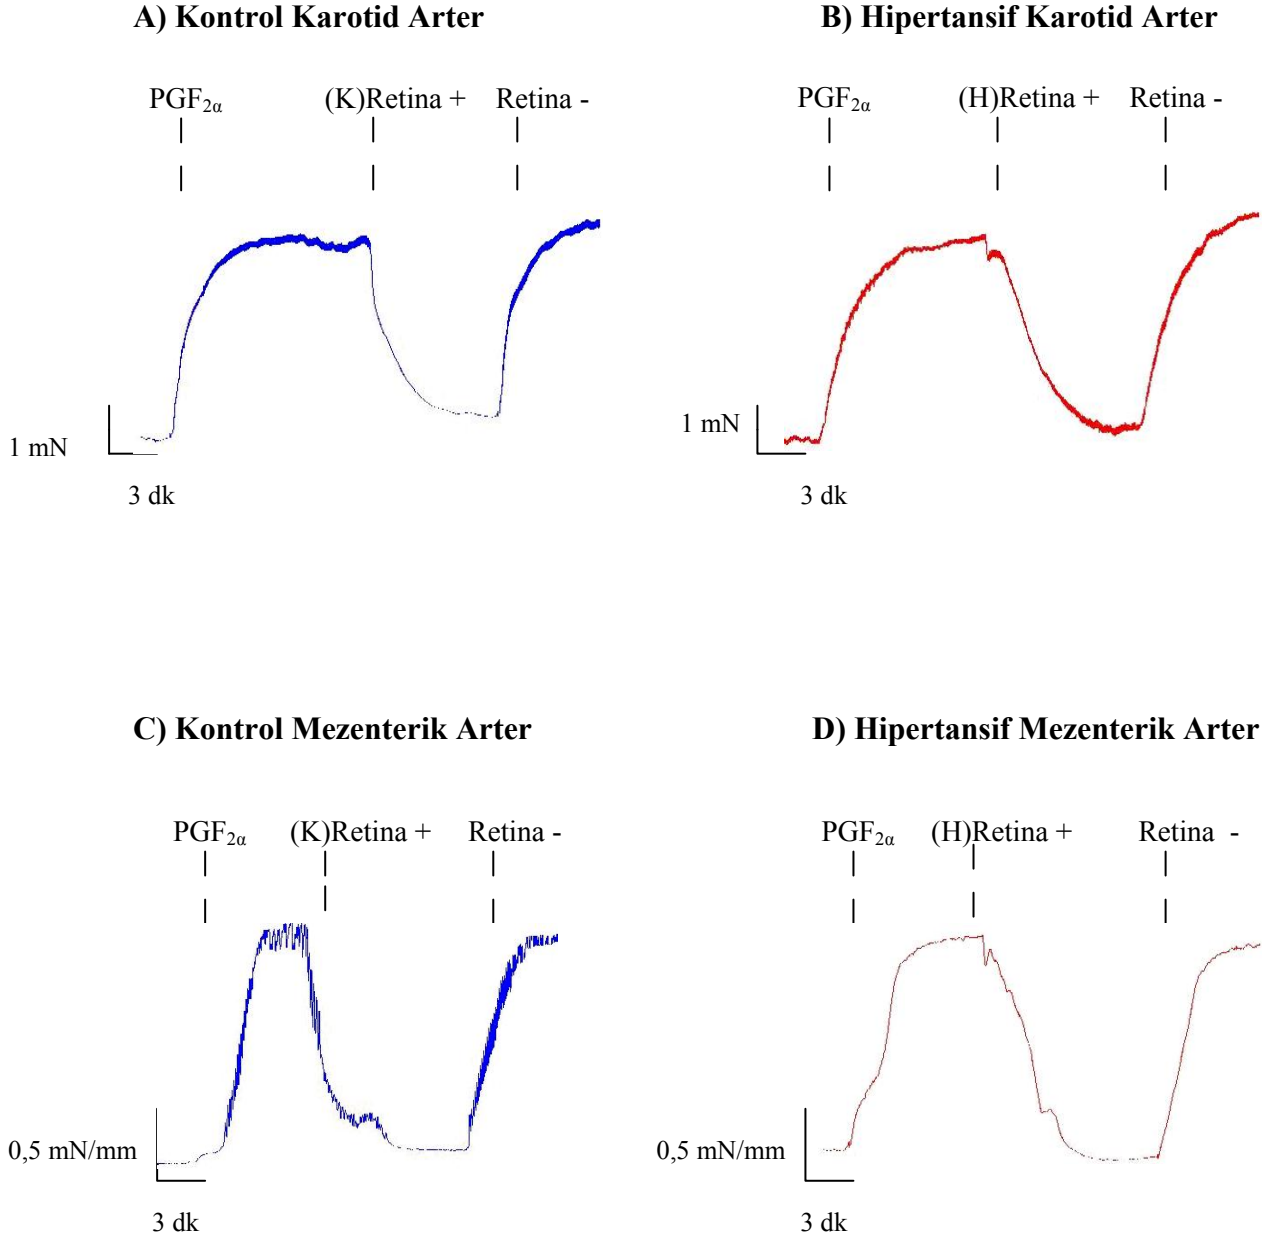 A) Kontrol Karotid Arter
B) Hipertansif Karotid Arter
PGF2α (K)Retina + Retina -
PGF2α (H)Retina + Retina -
1 mN
3 dk
1 mN
3 dk
C) Kontrol Mezenterik Arter
D) Hipertansif Mezenterik Arter
PGF2α (K)Retina + Retina -
PGF2α (H)Retina + Retina -
0,5 mN/mm
3 dk
0,5 mN/mm
3 dk